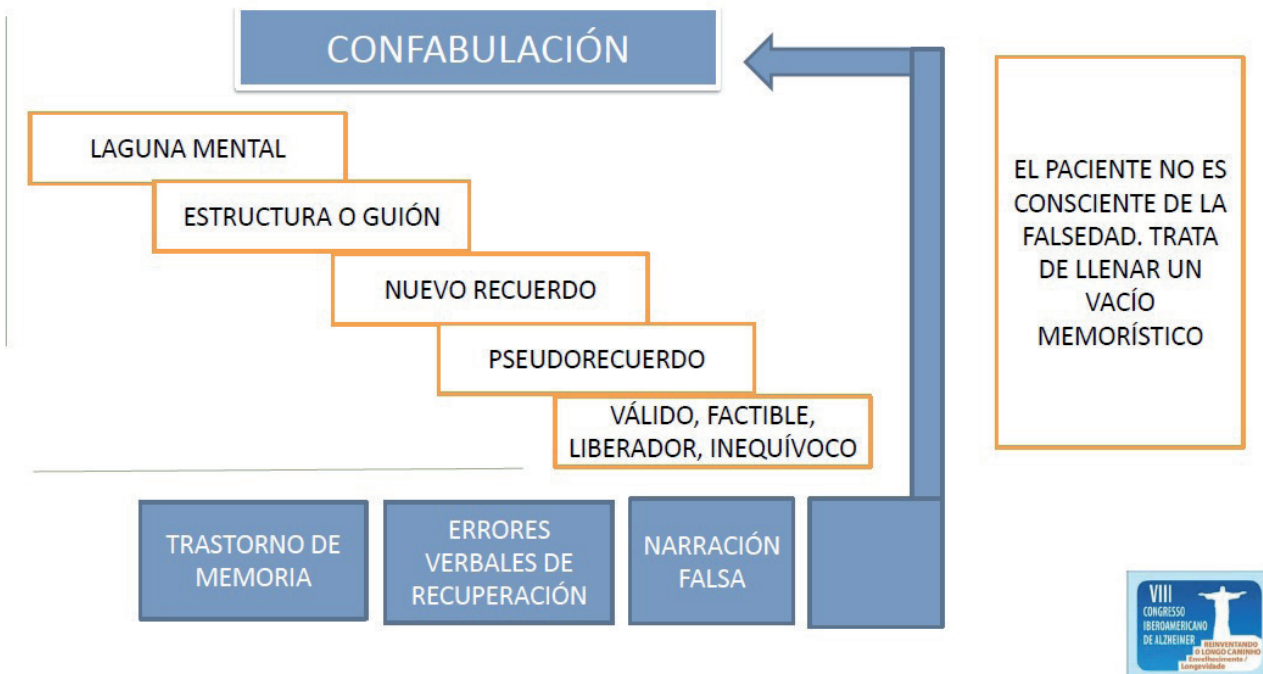 CONFABULACIÓN
LAGUNA MENTAL
ESTRUCTURA O GUIÓN
NUEVO RECUERDO
PSEUDORECUERDO
VÁLIDO, FACTIBLE,
LIBERADOR, INEQUÍVOCO
EL PACIENTE NO ES
CONSCIENTE DE LA
FALSEDAD. TRATA
DE LLENAR UN
VACÍO
MEMORÍSTICO
TRASTORNO DE
MEMORIA
ERRORES
VERBALES DE
RECUPERACIÓN
NARRACIÓN
FALSA
VIII
CONGRESSO
IBEROAMERICANO
DE ALZHEIMER
REINVENTANDO
O LONGO CAMINHO
Envelhecimento /
Longevidade